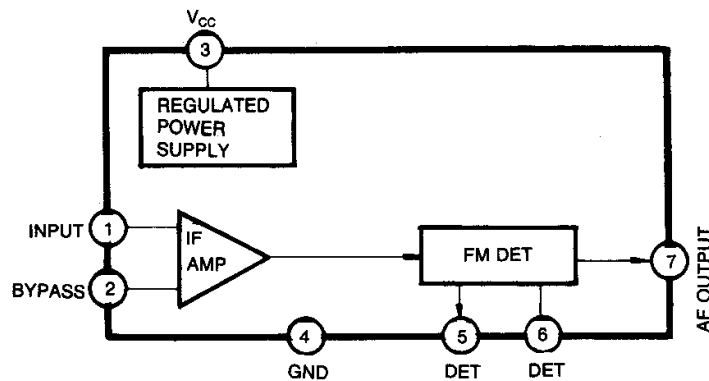 VCC
3
REGULATED
POWER
SUPPLY
INPUT
1
IF
AMP
FM DET
7
AF OUTPUT
BYPASS
2
4
5
6
GND
DET
DET